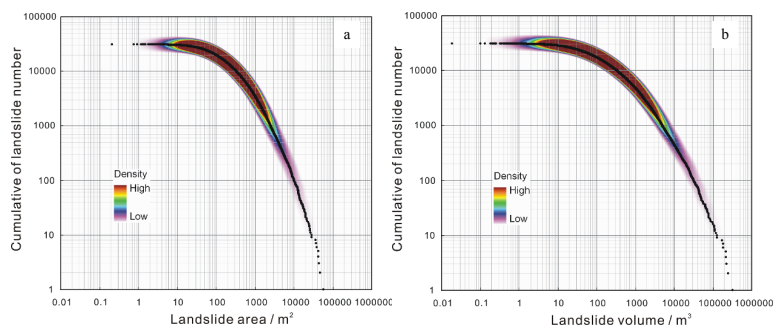 a
Cumulative of landslide number
100000
10000
1000
100
10
1
Density
High
Low
0.01 0.1 1 10 100 1000 10000 100000 1000000
Landslide area / m²
b
Cumulative of landslide number
100000
10000
1000
100
10
1
Density
High
Low
0.01 0.1 1 10 100 1000 10000 100000 1000000
Landslide volume / m³